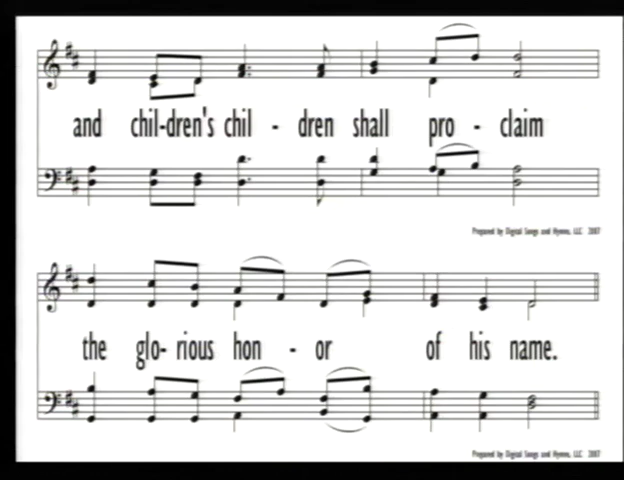 and chil-dren's chil - dren shall pro - claim
Prepared by Digital Songs and Hymns, LLC 2007
the glo- rious hon - or of his name.
Prepared by Digital Songs and Hymns, LLC 2007